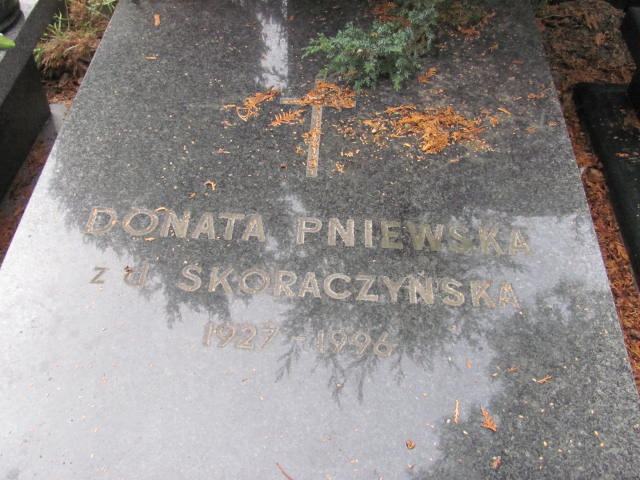 DONATA PNIEWSKA
z d. SKORACZYŃSKA
1927 - 1996